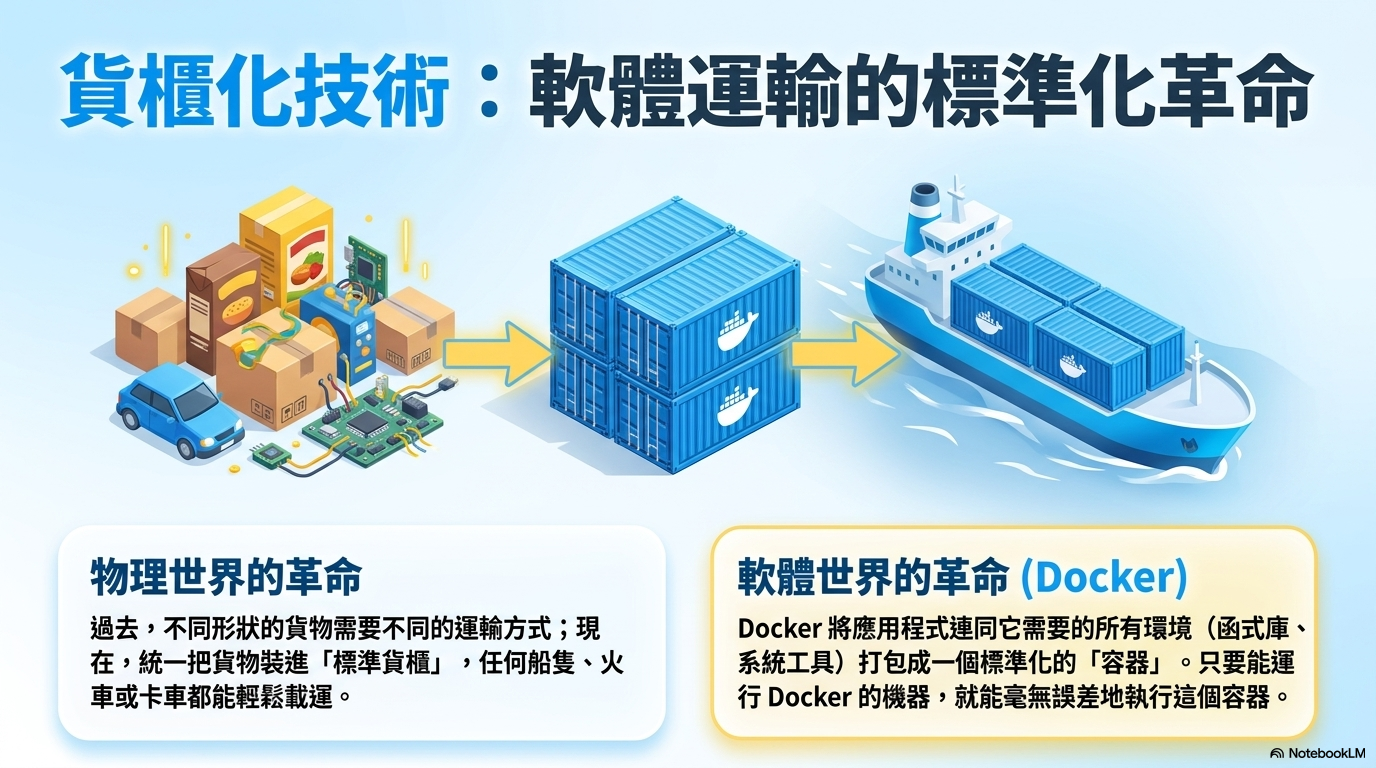 貨櫃化技術：軟體運輸的標準化革命
物理世界的革命
過去，不同形狀的貨物需要不同的運輸方式；現
在，統一把貨物裝進「標準貨櫃」，任何船隻、火
車或卡車都能輕鬆載運。
軟體世界的革命 (Docker)
Docker 將應用程式連同它需要的所有環境（函式庫、
系統工具）打包成一個標準化的「容器」。只要能運
行 Docker 的機器，就能毫無誤差地執行這個容器。
NotebookLM